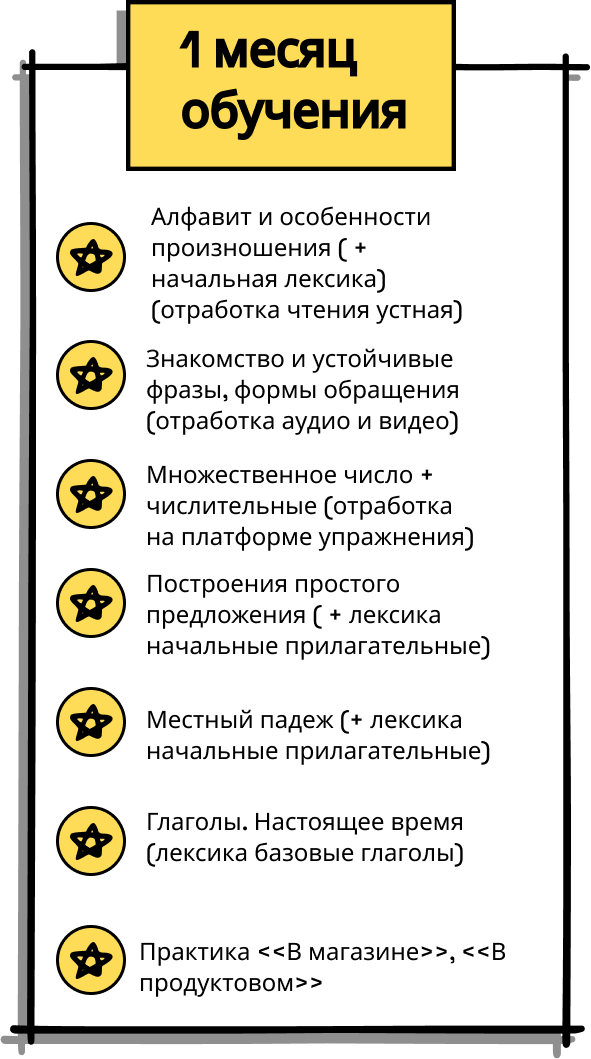 1 месяц
обучения
Алфавит и особенности
произношения ( +
начальная лексика)
(отработка чтения устная)
Знакомство и устойчивые
фразы, формы обращения
(отработка аудио и видео)
Множественное число +
числительные (отработка
на платформе упражнения)
Построения простого
предложения ( + лексика
начальные прилагательные)
Местный падеж (+ лексика
начальные прилагательные)
Глаголы. Настоящее время
(лексика базовые глаголы)
Практика <<В магазине>>, <<В
продуктовом>>